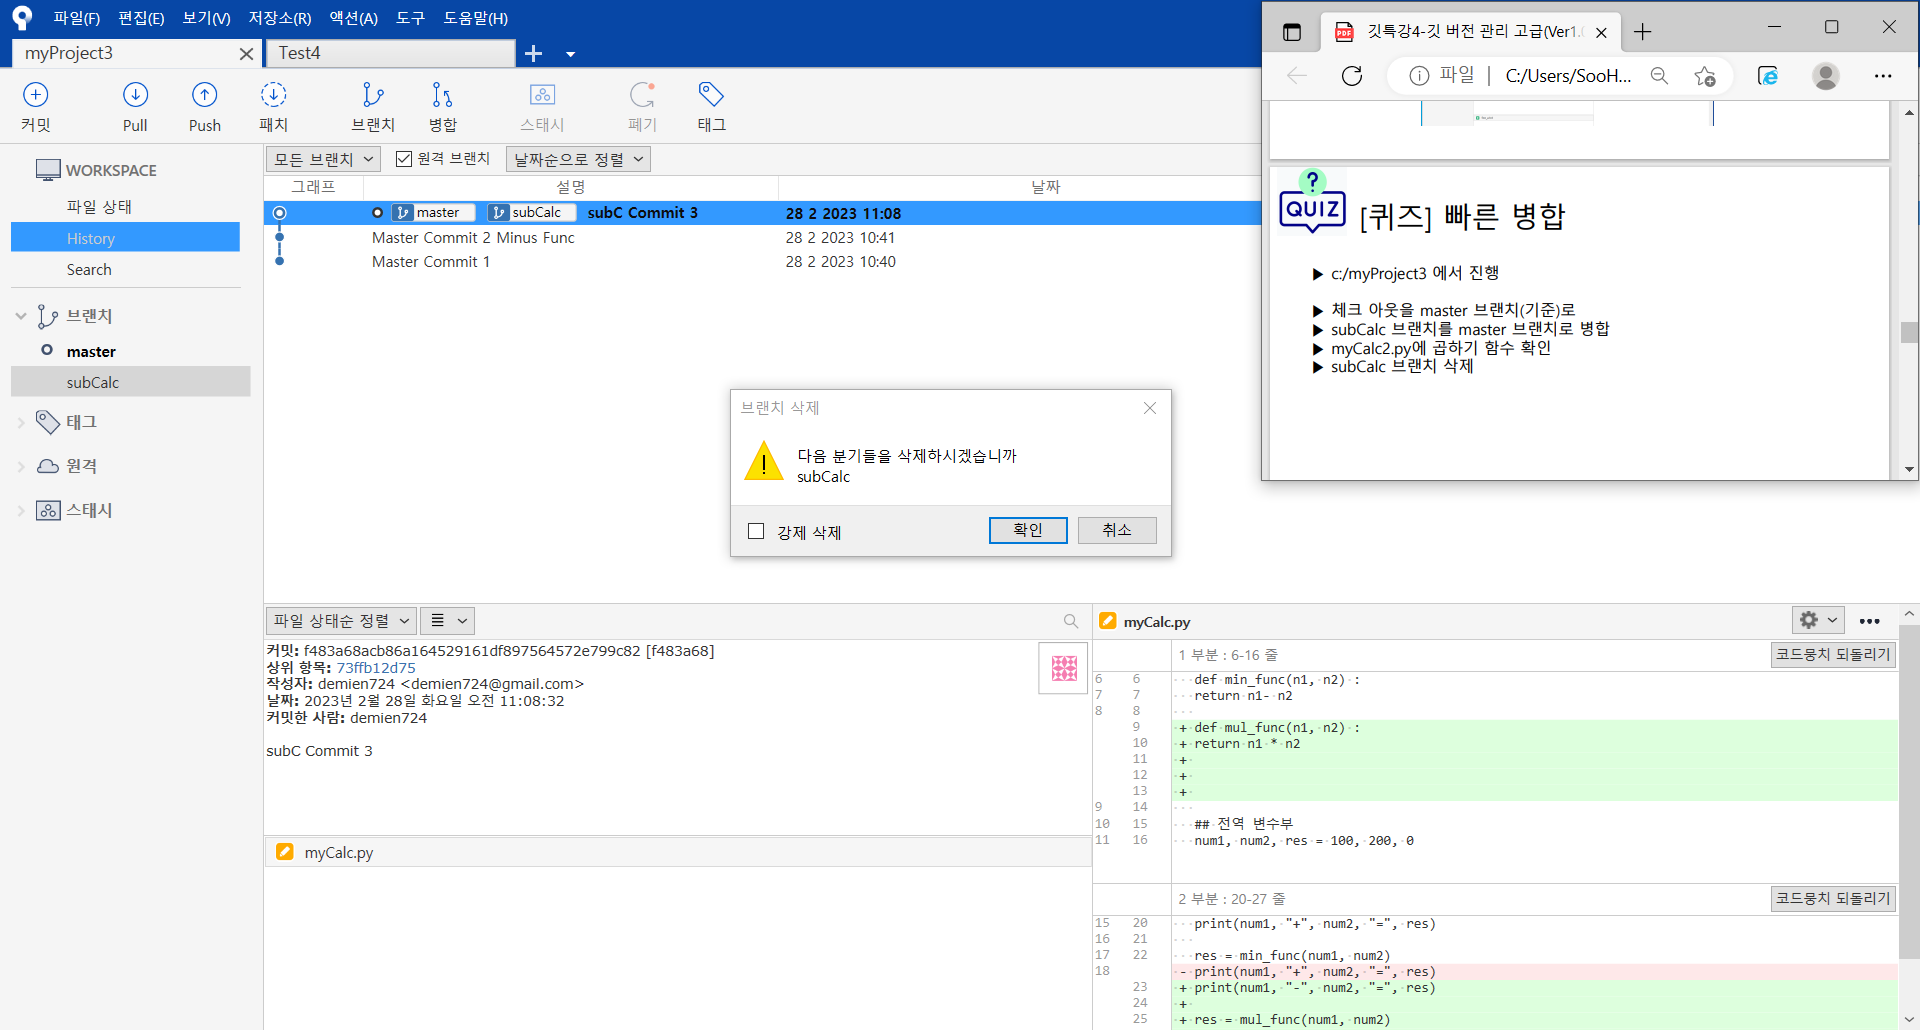 파일(F) 편집(E) 보기(V) 저장소(R) 액션(A) 도구 도움말(H)
myProject3
Test4
커밋
Pull
Push
패치
브랜치
병합
스태시
폐기
태그
WORKSPACE
파일 상태
History
Search
브랜치
master
subCalc
태그
원격
스태시
모든 브랜치
원격 브랜치
날짜순으로 정렬
그래프 설명 날짜
master subCalc subC Commit 3 28 2 2023 11:08
Master Commit 2 Minus Func 28 2 2023 10:41
Master Commit 1 28 2 2023 10:40
브랜치 삭제
다음 분기들을 삭제하시겠습니까
subCalc
강제 삭제
확인
취소
PDF
깃특강4-깃 버전 관리 고급(Ver1.
파일
C:/Users/SooH...
?
QUIZ
[퀴즈] 빠른 병합
▶ c:/myProject3 에서 진행
▶ 체크 아웃을 master 브랜치(기준)로
▶ subCalc 브랜치를 master 브랜치로 병합
▶ myCalc2.py에 곱하기 함수 확인
▶ subCalc 브랜치 삭제
파일 상태순 정렬
커밋: f483a68acb86a164529161df897564572e799c82 [f483a68]
상위 항목: 73ffb12d75
작성자: demien724 <demien724@gmail.com>
날짜: 2023년 2월 28일 화요일 오전 11:08:32
커밋한 사람: demien724
subC Commit 3
myCalc.py
myCalc.py
1 부분 : 6-16 줄
코드뭉치 되돌리기
6 6 def min_func(n1, n2) :
7 7 return n1- n2
8 8
9 + def mul_func(n1, n2) :
10 + return n1 * n2
11 +
12 +
13 +
9 14
10 15 ## 전역 변수부
11 16 num1, num2, res = 100, 200, 0
2 부분 : 20-27 줄
코드뭉치 되돌리기
15 20 print(num1, "+", num2, "=", res)
16 21
17 22 res = min_func(num1, num2)
18 - print(num1, "+", num2, "=", res)
23 + print(num1, "-", num2, "=", res)
24 +
25 + res = mul_func(num1, num2)